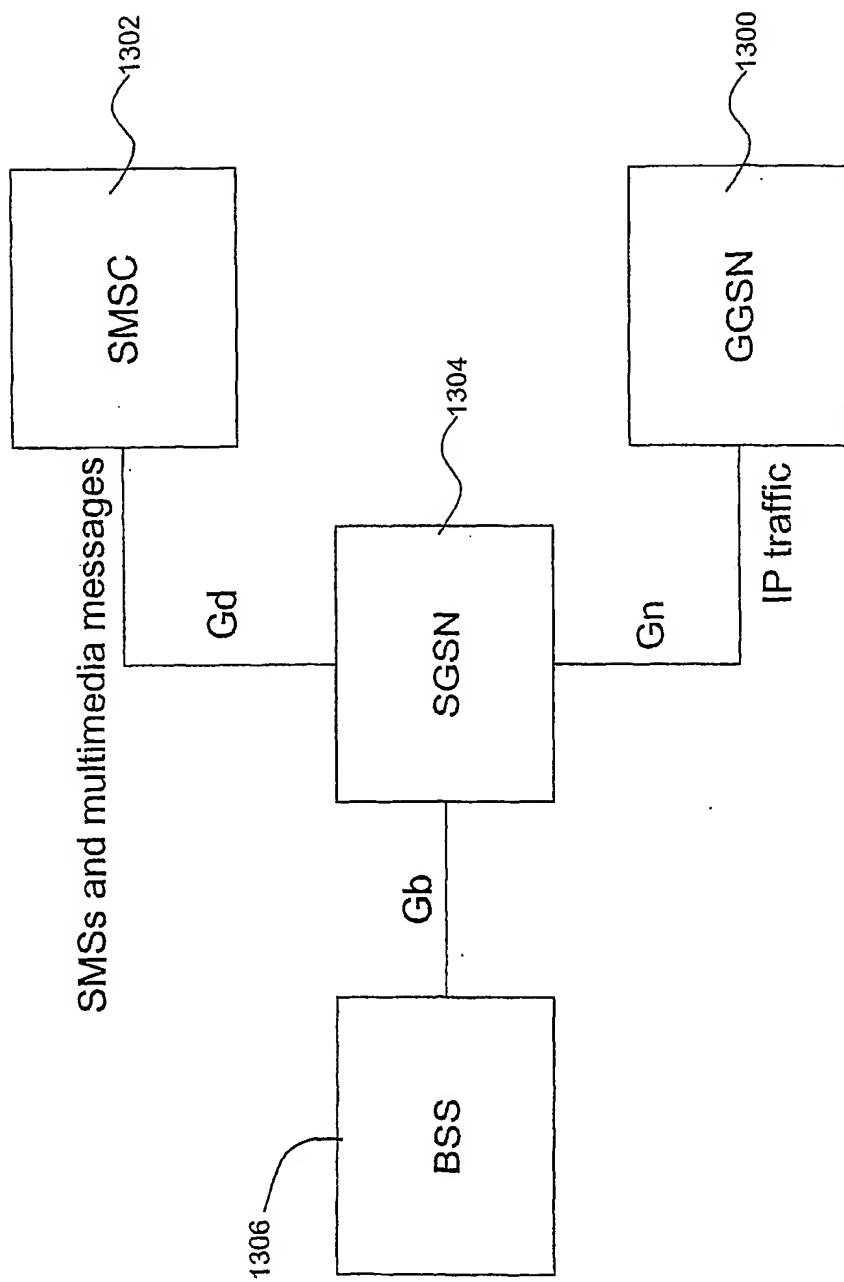 1302
SMSC
SMSs and multimedia messages
Gd
1304
SGSN
1300
GGSN
Gn
IP traffic
Gb
BSS
1306